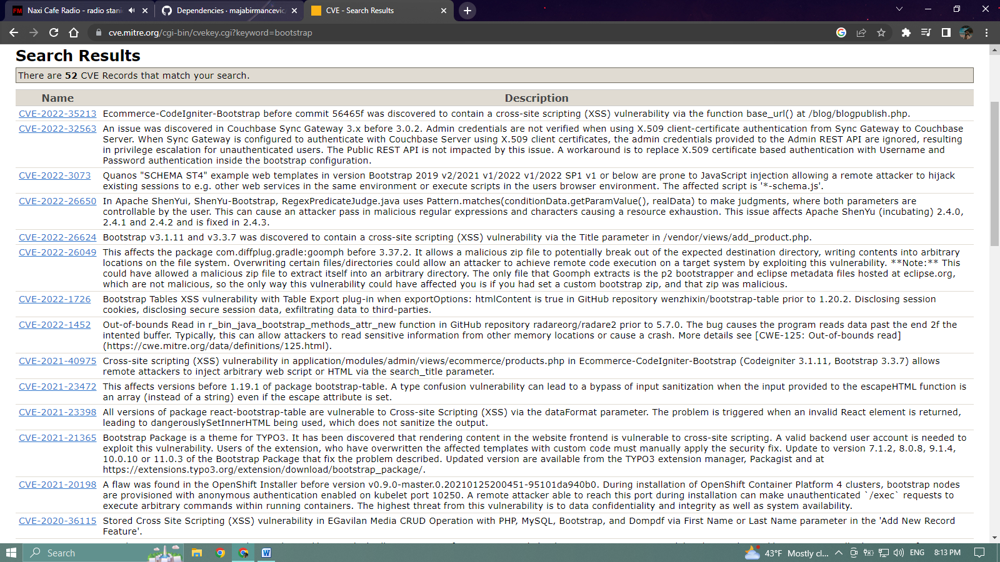 Naxi Cafe Radio - radio stani
Dependencies · majabirmancevic
CVE - Search Results
cve.mitre.org/cgi-bin/cvekey.cgi?keyword=bootstrap
Search Results
There are 52 CVE Records that match your search.
Name Description
CVE-2022-35213 Ecommerce-CodeIgniter-Bootstrap before commit 56465f was discovered to contain a cross-site scripting (XSS) vulnerability via the function base_url() at /blog/blogpublish.php.
CVE-2022-32563 An issue was discovered in Couchbase Sync Gateway 3.x before 3.0.2. Admin credentials are not verified when using X.509 client-certificate authentication from Sync Gateway to Couchbase
Server. When Sync Gateway is configured to authenticate with Couchbase Server using X.509 client certificates, the admin credentials provided to the Admin REST API are ignored, resulting
in privilege escalation for unauthenticated users. The Public REST API is not impacted by this issue. A workaround is to replace X.509 certificate based authentication with Username and
Password authentication inside the bootstrap configuration.
CVE-2022-3073 Quanos "SCHEMA ST4" example web templates in version Bootstrap 2019 v2/2021 v1/2022 v1/2022 SP1 v1 or below are prone to JavaScript injection allowing a remote attacker to hijack
existing sessions to e.g. other web services in the same environment or execute scripts in the users browser environment. The affected script is '*-schema.js'.
CVE-2022-26650 In Apache ShenYui, ShenYu-Bootstrap, RegexPredicateJudge.java uses Pattern.matches(conditionData.getParamValue(), realData) to make judgments, where both parameters are
controllable by the user. This can cause an attacker pass in malicious regular expressions and characters causing a resource exhaustion. This issue affects Apache ShenYu (incubating) 2.4.0,
2.4.1 and 2.4.2 and is fixed in 2.4.3.
CVE-2022-26624 Bootstrap v3.1.11 and v3.3.7 was discovered to contain a cross-site scripting (XSS) vulnerability via the Title parameter in /vendor/views/add_product.php.
CVE-2022-26049 This affects the package com.diffplug.gradle:goomph before 3.37.2. It allows a malicious zip file to potentially break out of the expected destination directory, writing contents into arbitrary
locations on the file system. Overwriting certain files/directories could allow an attacker to achieve remote code execution on a target system by exploiting this vulnerability. **Note:** This
could have allowed a malicious zip file to extract itself into an arbitrary directory. The only file that Goomph extracts is the p2 bootstrapper and eclipse metadata files hosted at eclipse.org,
which are not malicious, so the only way this vulnerability could have affected you is if you had set a custom bootstrap zip, and that zip was malicious.
CVE-2022-1726 Bootstrap Tables XSS vulnerability with Table Export plug-in when exportOptions: htmlContent is true in GitHub repository wenzhixin/bootstrap-table prior to 1.20.2. Disclosing session
cookies, disclosing secure session data, exfiltrating data to third-parties.
CVE-2022-1452 Out-of-bounds Read in r_bin_java_bootstrap_methods_attr_new function in GitHub repository radareorg/radare2 prior to 5.7.0. The bug causes the program reads data past the end 2f the
intented buffer. Typically, this can allow attackers to read sensitive information from other memory locations or cause a crash. More details see [CWE-125: Out-of-bounds read]
(https://cwe.mitre.org/data/definitions/125.html).
CVE-2021-40975 Cross-site scripting (XSS) vulnerability in application/modules/admin/views/ecommerce/products.php in Ecommerce-CodeIgniter-Bootstrap (Codeigniter 3.1.11, Bootstrap 3.3.7) allows
remote attackers to inject arbitrary web script or HTML via the search_title parameter.
CVE-2021-23472 This affects versions before 1.19.1 of package bootstrap-table. A type confusion vulnerability can lead to a bypass of input sanitization when the input provided to the escapeHTML function is
an array (instead of a string) even if the escape attribute is set.
CVE-2021-23398 All versions of package react-bootstrap-table are vulnerable to Cross-site Scripting (XSS) via the dataFormat parameter. The problem is triggered when an invalid React element is returned,
leading to dangerouslySetInnerHTML being used, which does not sanitize the output.
CVE-2021-21365 Bootstrap Package is a theme for TYPO3. It has been discovered that rendering content in the website frontend is vulnerable to cross-site scripting. A valid backend user account is needed to
exploit this vulnerability. Users of the extension, who have overwritten the affected templates with custom code must manually apply the security fix. Update to version 7.1.2, 8.0.8, 9.1.4,
10.0.10 or 11.0.3 of the Bootstrap Package that fix the problem described. Updated version are available from the TYPO3 extension manager, Packagist and at
https://extensions.typo3.org/extension/download/bootstrap_package/.
CVE-2021-20198 A flaw was found in the OpenShift Installer before version v0.9.0-master.0.20210125200451-95101da940b0. During installation of OpenShift Container Platform 4 clusters, bootstrap nodes
are provisioned with anonymous authentication enabled on kubelet port 10250. A remote attacker able to reach this port during installation can make unauthenticated `/exec` requests to
execute arbitrary commands within running containers. The highest threat from this vulnerability is to data confidentiality and integrity as well as system availability.
CVE-2020-36115 Stored Cross Site Scripting (XSS) vulnerability in EGavilan Media CRUD Operation with PHP, MySQL, Bootstrap, and Dompdf via First Name or Last Name parameter in the 'Add New Record
Feature'.
Search
43°F Mostly cl...
ENG
8:13 PM